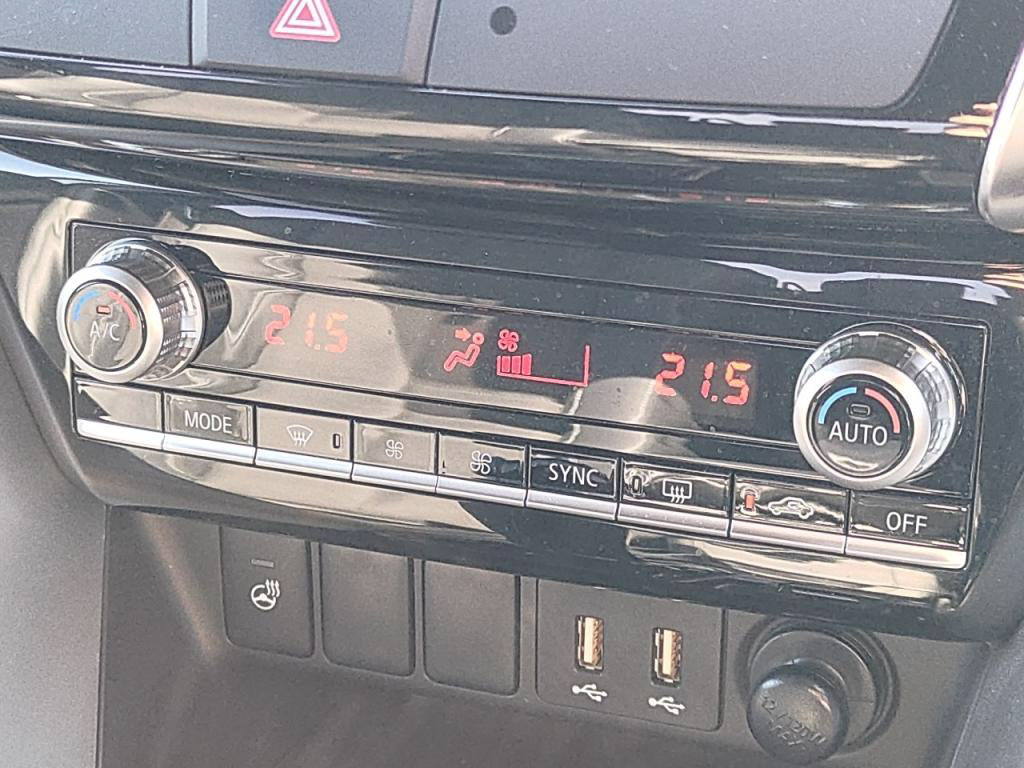 A/C
21.5
21.5
AUTO
MODE
SYNC
OFF